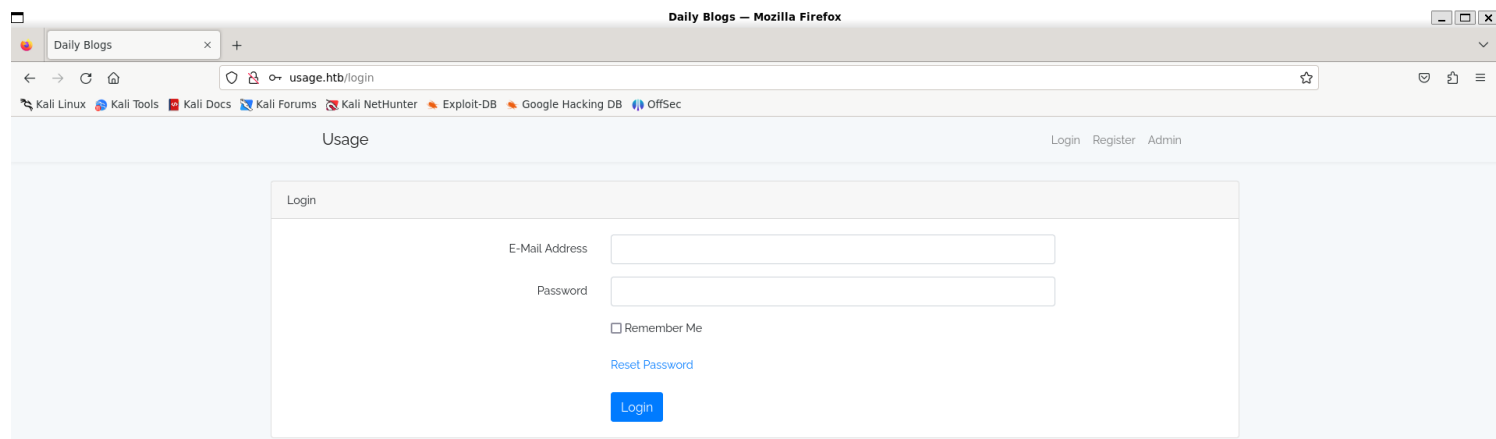 Daily Blogs — Mozilla Firefox
Daily Blogs
usage.htb/login
Kali Linux Kali Tools Kali Docs Kali Forums Kali NetHunter Exploit-DB Google Hacking DB OffSec
Usage Login Register Admin
Login
E-Mail Address
Password
Remember Me
Reset Password
Login